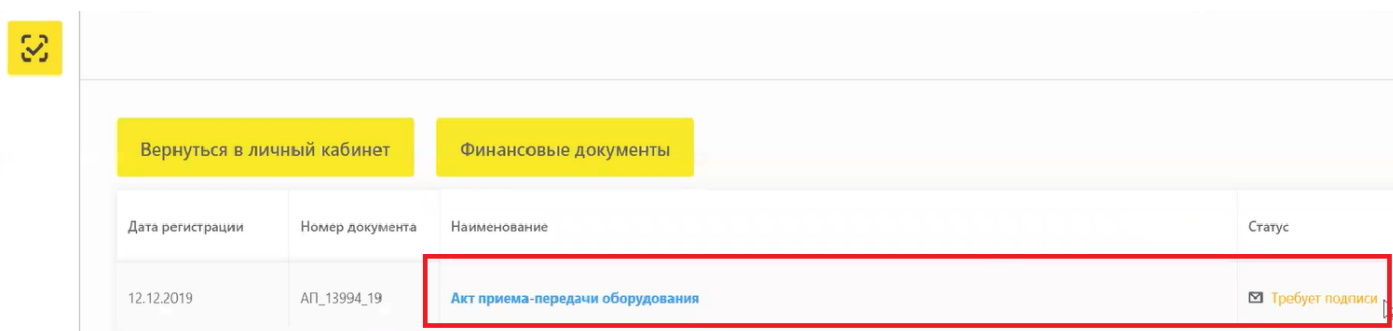 Вернуться в личный кабинет Финансовые документы
Дата регистрации Номер документа Наименование Статус
12.12.2019 АП_13994_19 Акт приема-передачи оборудования Требует подписи